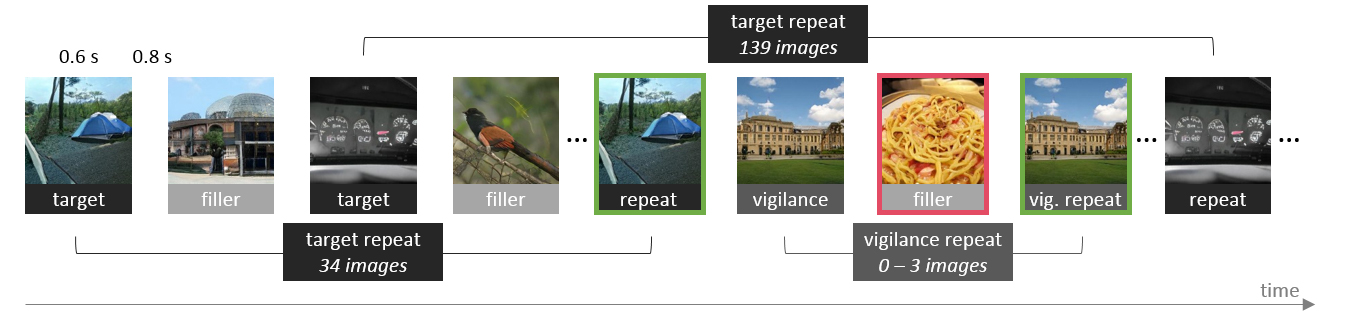 target repeat
139 images
0.6 s 0.8 s
target filler target filler ... repeat vigilance filler vig. repeat ... repeat ...
target repeat
34 images
vigilance repeat
0 – 3 images
time